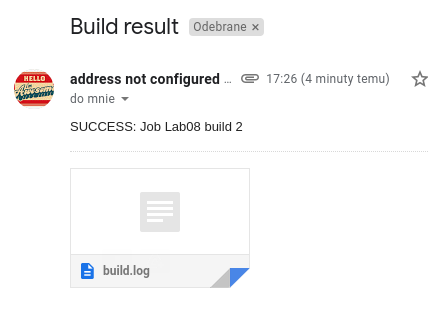 Build result Odebrane ×
address not configured ... 17:26 (4 minuty temu)
HELLO
do mnie
SUCCESS: Job Lab08 build 2
build.log